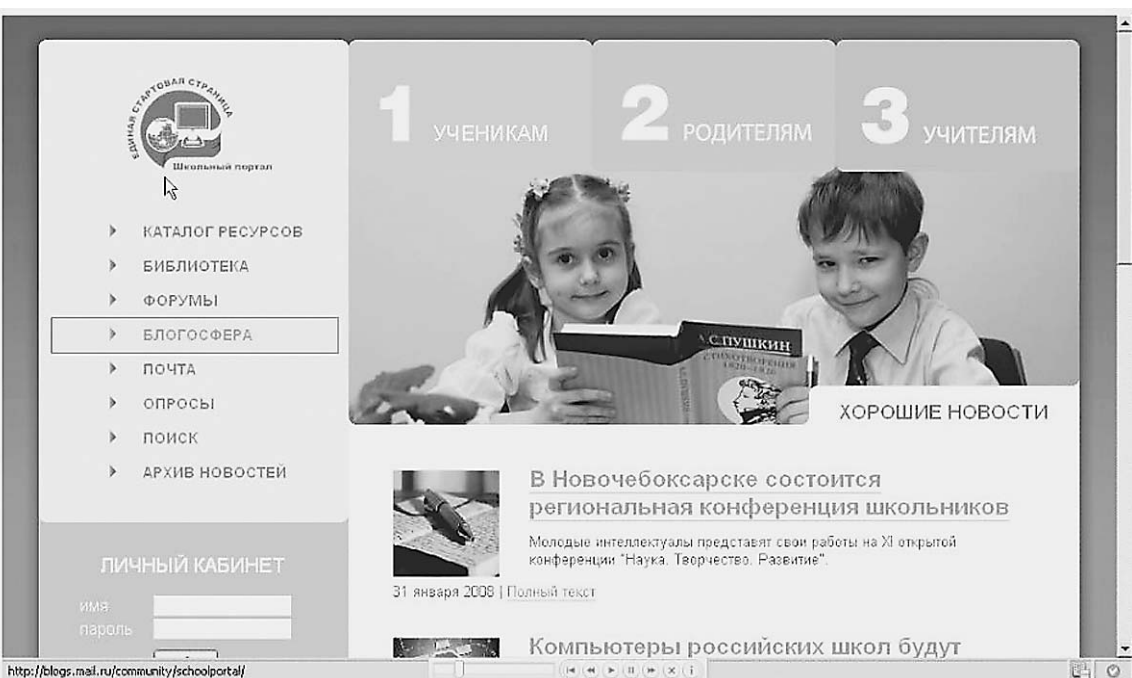 ЕДИНАЯ СТАРТОВАЯ СТРАНИЦА
Школьный портал
КАТАЛОГ РЕСУРСОВ
БИБЛИОТЕКА
ФОРУМЫ
БЛОГОСФЕРА
ПОЧТА
ОПРОСЫ
ПОИСК
АРХИВ НОВОСТЕЙ
ЛИЧНЫЙ КАБИНЕТ
имя
пароль
1 УЧЕНИКАМ
2 РОДИТЕЛЯМ
3 УЧИТЕЛЯМ
А.С.ПУШКИН
СТИХОТВОРЕНИЯ
1820–1826
ХОРОШИЕ НОВОСТИ
В Новочебоксарске состоится
региональная конференция школьников
Молодые интеллектуалы представят свои работы на XI открытой
конференции "Наука. Творчество. Развитие".
31 января 2008 | Полный текст
Компьютеры российских школ будут
http://blogs.mail.ru/community/schoolportal/